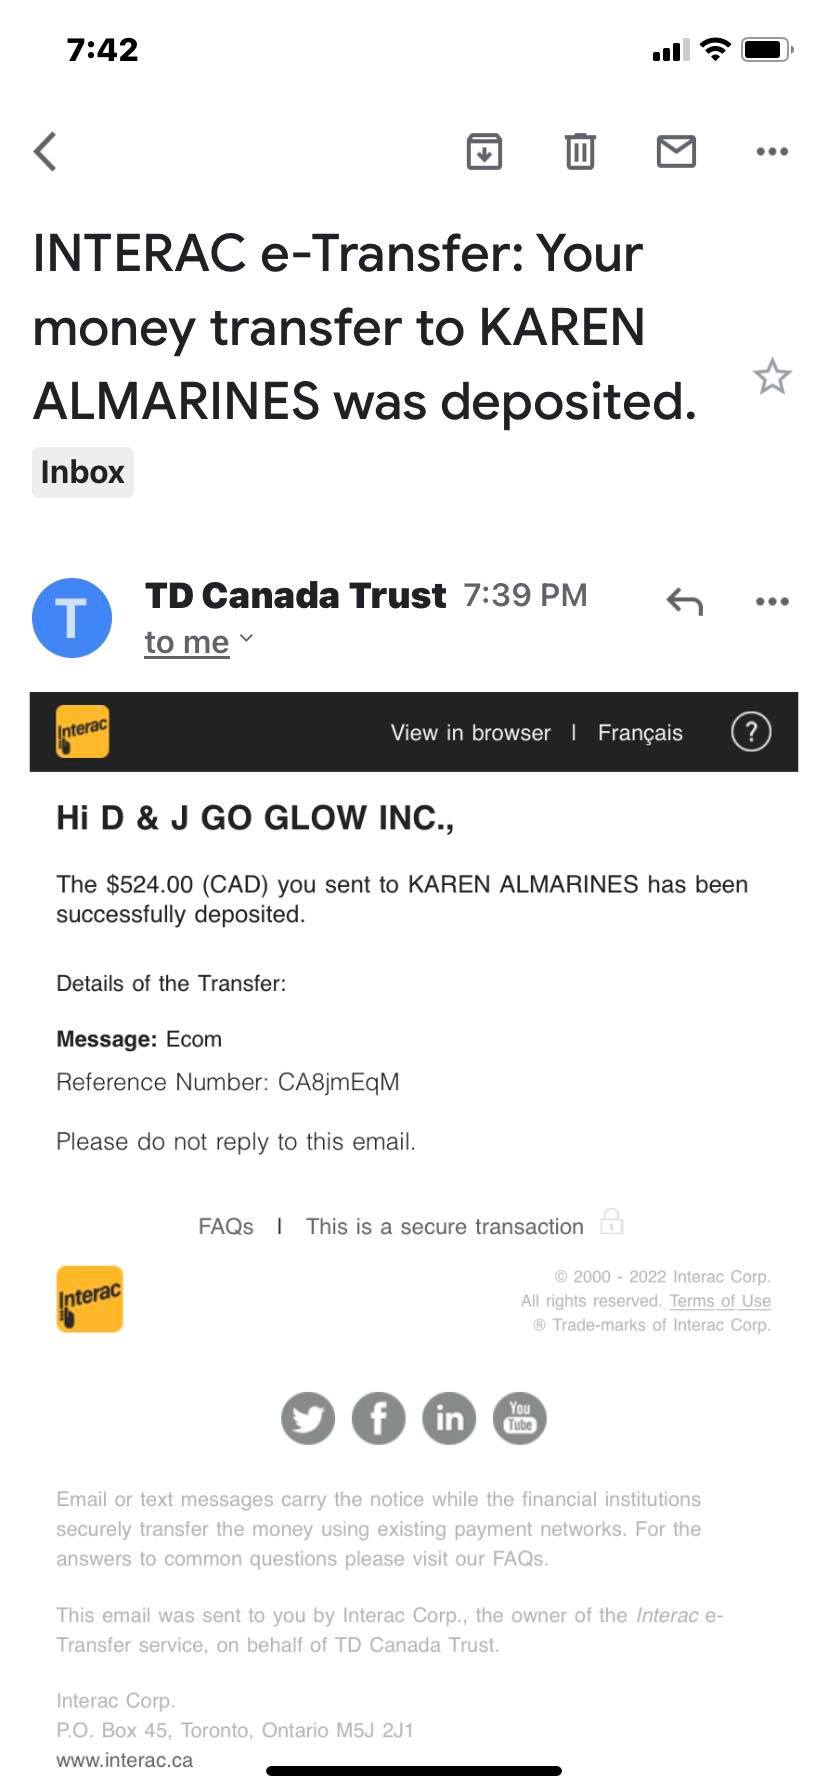 7:42
INTERAC e-Transfer: Your
money transfer to KAREN
ALMARINES was deposited.
Inbox
T
TD Canada Trust 7:39 PM
to me
Interac
View in browser | Français
?
Hi D & J GO GLOW INC.,
The $524.00 (CAD) you sent to KAREN ALMARINES has been
successfully deposited.
Details of the Transfer:
Message: Ecom
Reference Number: CA8jmEqM
Please do not reply to this email.
FAQs | This is a secure transaction
Interac
© 2000 - 2022 Interac Corp.
All rights reserved. Terms of Use
® Trade-marks of Interac Corp.
f
in
You
Tube
Email or text messages carry the notice while the financial institutions
securely transfer the money using existing payment networks. For the
answers to common questions please visit our FAQs.
This email was sent to you by Interac Corp., the owner of the Interac e-
Transfer service, on behalf of TD Canada Trust.
Interac Corp.
P.O. Box 45, Toronto, Ontario M5J 2J1
www.interac.ca